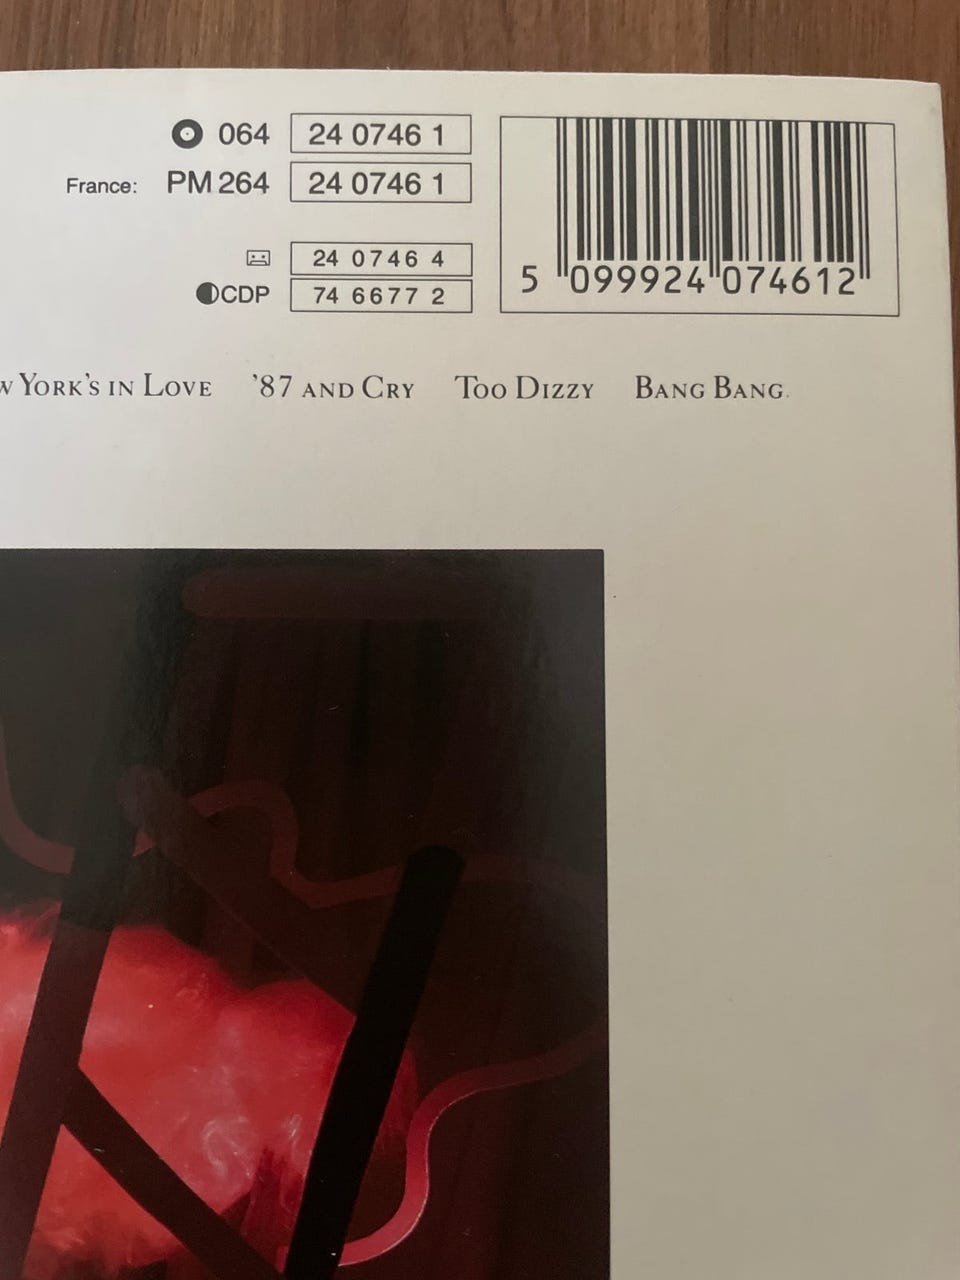 064 24 0746 1
France: PM 264 24 0746 1
24 0746 4
CDP 74 6677 2
5 099924 074612
W YORK'S IN LOVE '87 AND CRY TOO DIZZY BANG BANG.